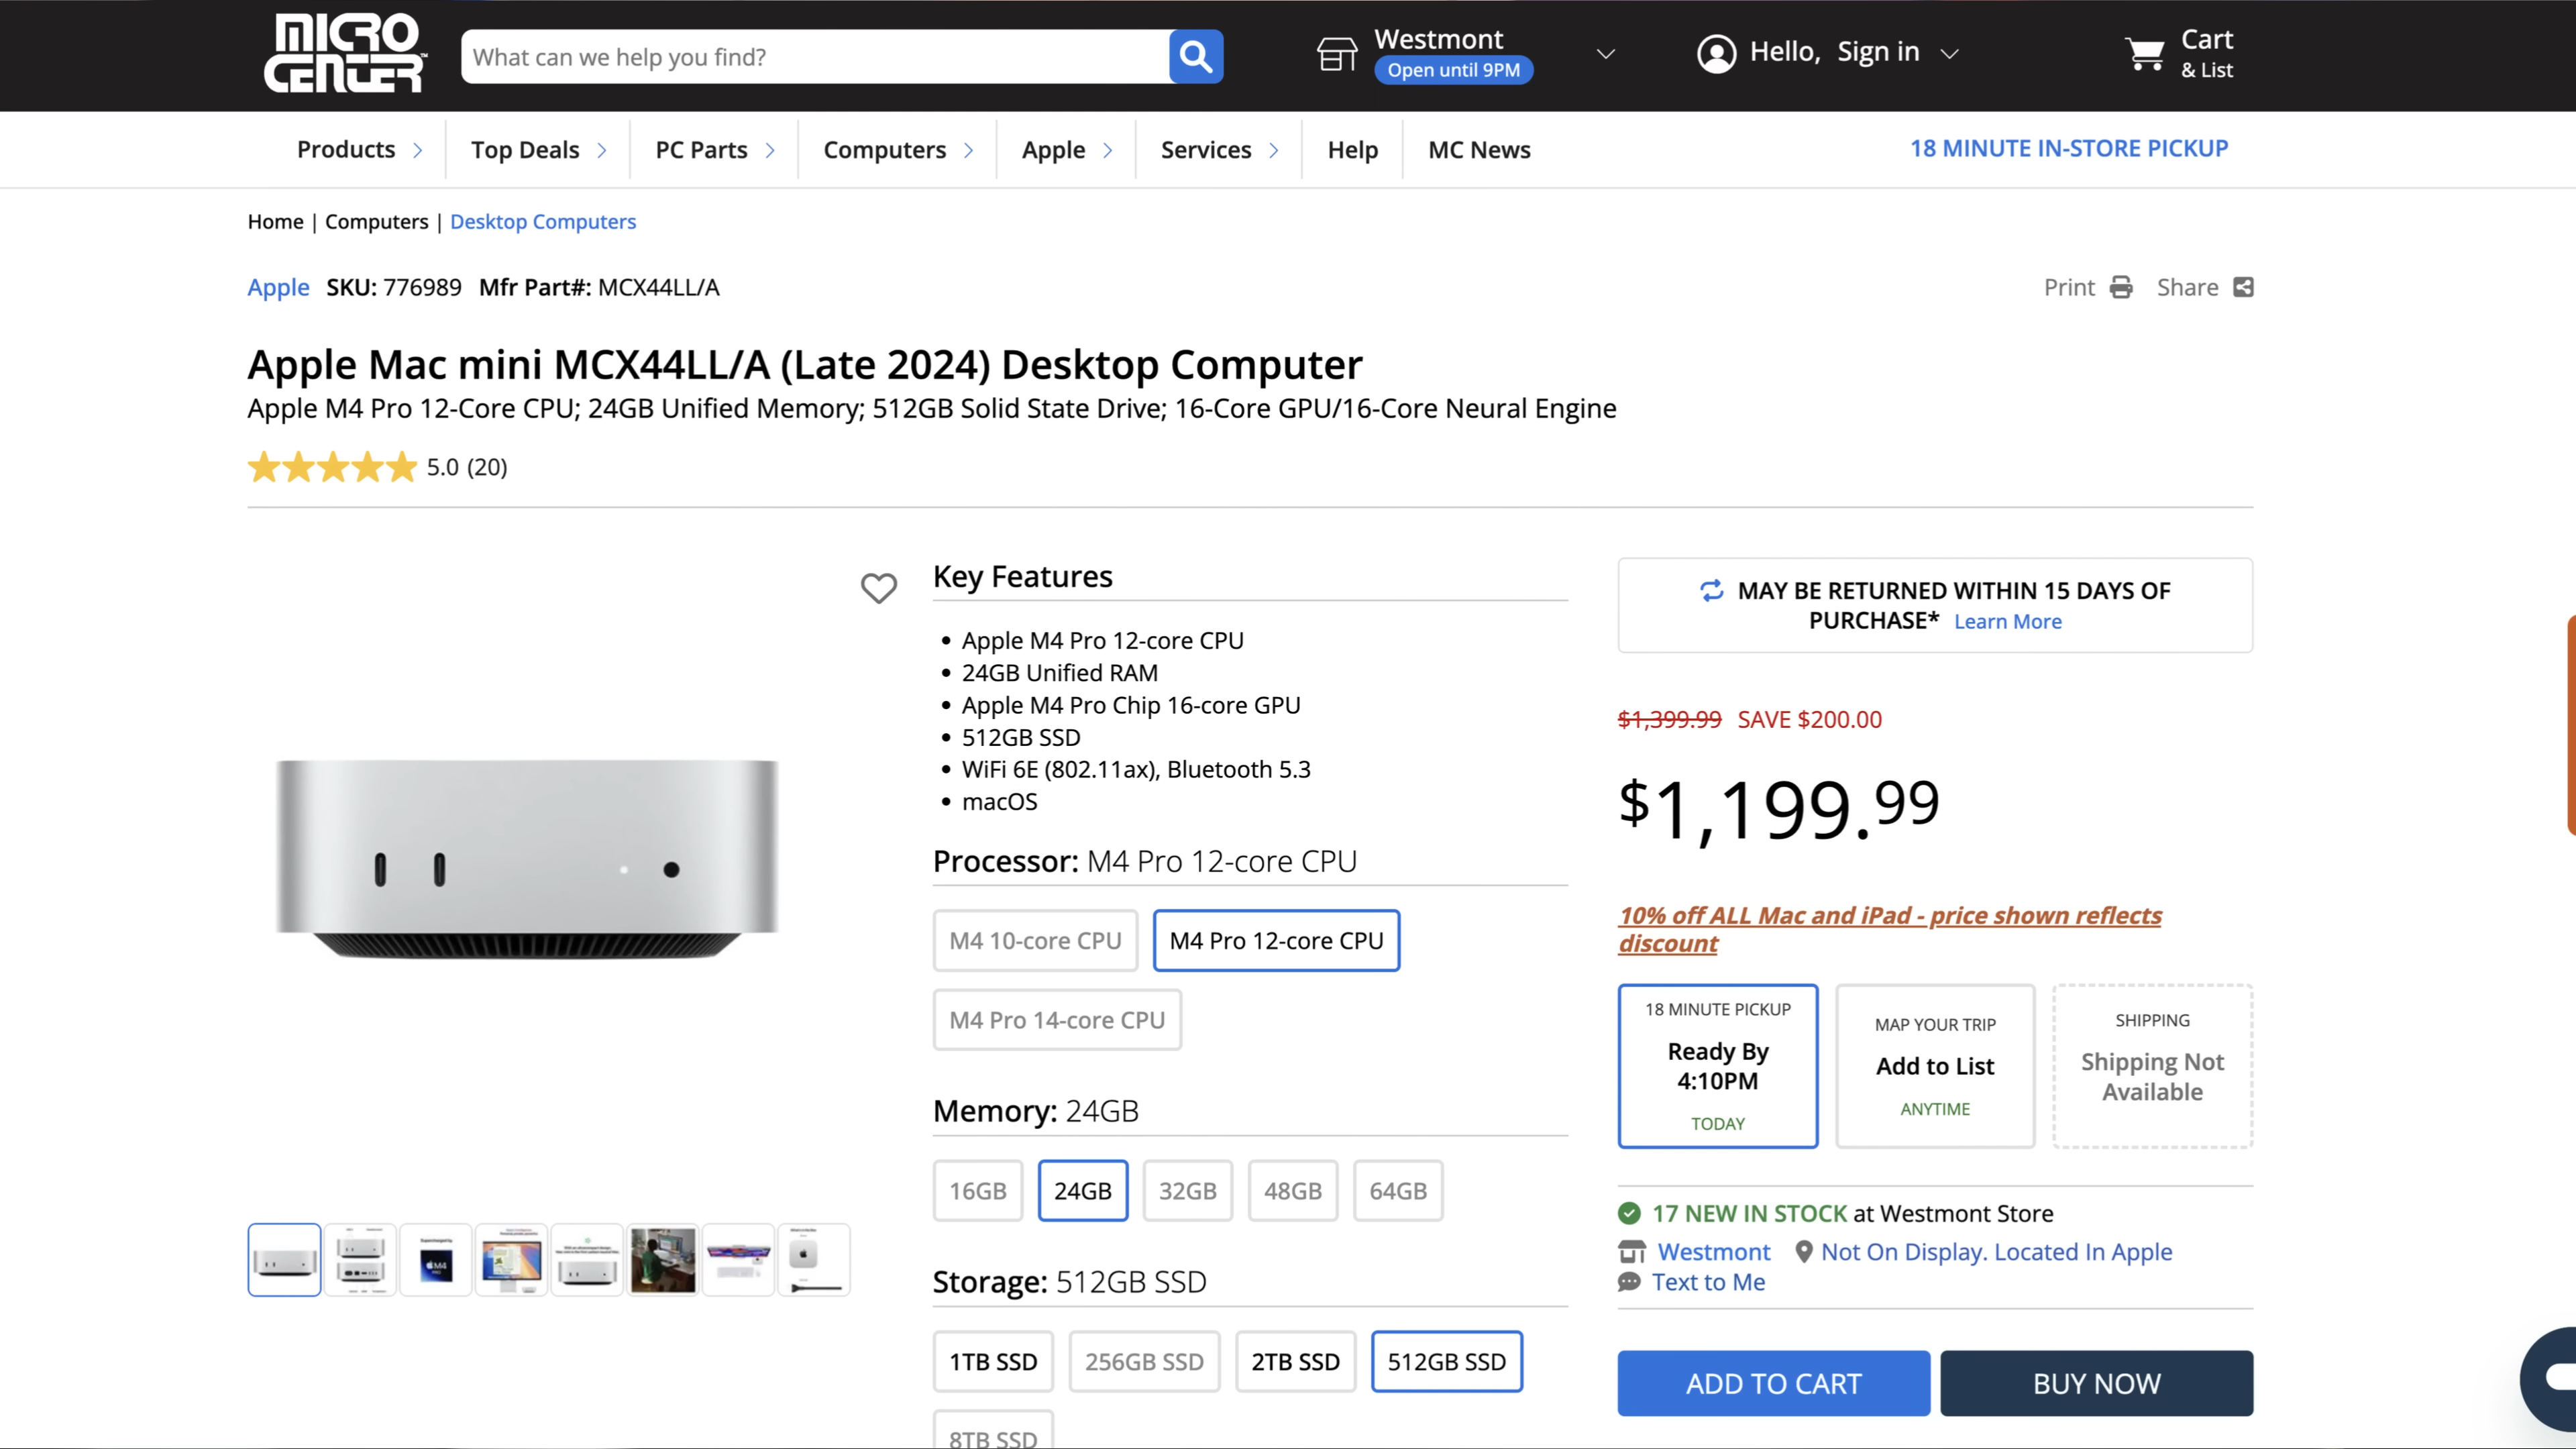 MICRO CENTER™
What can we help you find?
Westmont
Open until 9PM
Hello, Sign in
Cart
& List
Products
Top Deals
PC Parts
Computers
Apple
Services
Help
MC News
18 MINUTE IN-STORE PICKUP
Home | Computers | Desktop Computers
Apple SKU: 776989 Mfr Part#: MCX44LL/A
Print
Share
Apple Mac mini MCX44LL/A (Late 2024) Desktop Computer
Apple M4 Pro 12-Core CPU; 24GB Unified Memory; 512GB Solid State Drive; 16-Core GPU/16-Core Neural Engine
5.0 (20)
Key Features
• Apple M4 Pro 12-core CPU
• 24GB Unified RAM
• Apple M4 Pro Chip 16-core GPU
• 512GB SSD
• WiFi 6E (802.11ax), Bluetooth 5.3
• macOS
Processor: M4 Pro 12-core CPU
M4 10-core CPU
M4 Pro 12-core CPU
M4 Pro 14-core CPU
Memory: 24GB
16GB
24GB
32GB
48GB
64GB
Storage: 512GB SSD
1TB SSD
256GB SSD
2TB SSD
512GB SSD
8TB SSD
MAY BE RETURNED WITHIN 15 DAYS OF
PURCHASE* Learn More
$1,399.99 SAVE $200.00
$1,199.99
10% off ALL Mac and iPad - price shown reflects
discount
18 MINUTE PICKUP
Ready By
4:10PM
TODAY
MAP YOUR TRIP
Add to List
ANYTIME
SHIPPING
Shipping Not
Available
17 NEW IN STOCK at Westmont Store
Westmont Not On Display. Located In Apple
Text to Me
ADD TO CART
BUY NOW